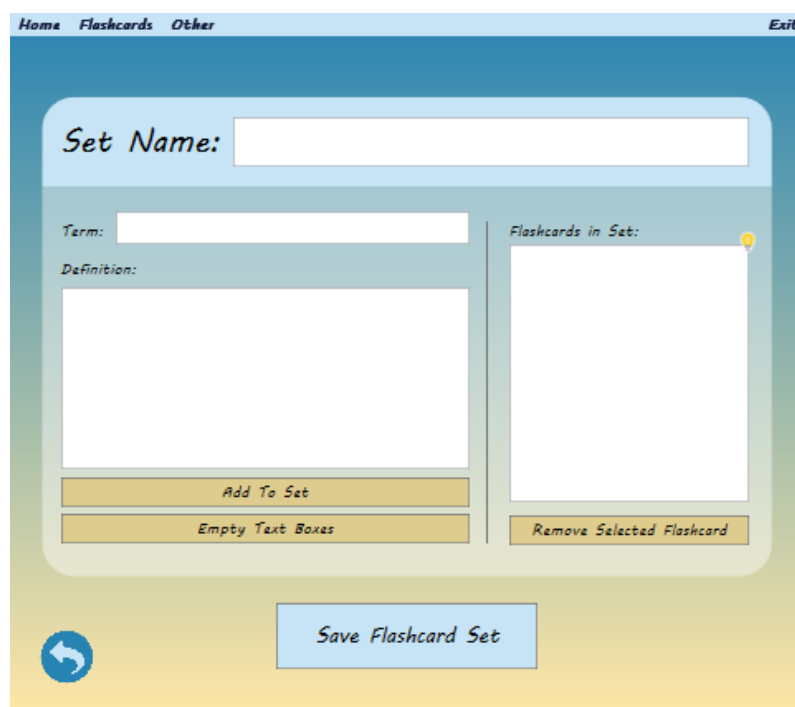 Home Flashcards Other Exit
Set Name:
Term:
Definition:
Add To Set
Empty Text Boxes
Flashcards in Set:
Remove Selected Flashcard
Save Flashcard Set